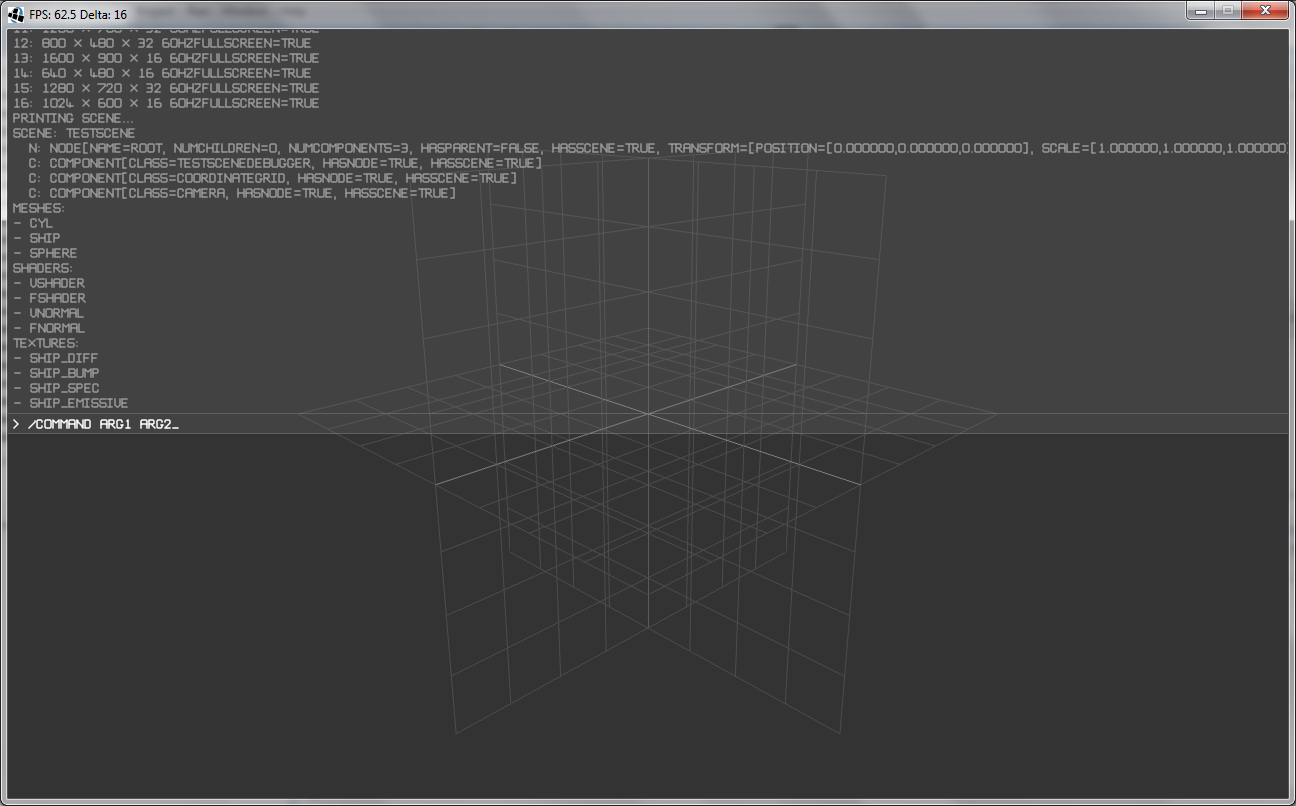 FPS: 62.5 Delta: 16
12: 800 × 480 × 32 60HZFULLSCREEN=TRUE
13: 1600 × 900 × 16 60HZFULLSCREEN=TRUE
14: 640 × 480 × 16 60HZFULLSCREEN=TRUE
15: 1280 × 720 × 32 60HZFULLSCREEN=TRUE
16: 1024 × 600 × 16 60HZFULLSCREEN=TRUE
PRINTING SCENE...
SCENE: TESTSCENE
N: NODE[NAME=ROOT, NUMCHILDREN=0, NUMCOMPONENTS=3, HASPARENT=FALSE, HASSCENE=TRUE, TRANSFORM=[POSITION=[0.000000,0.000000,0.000000], SCALE=[1.000000,1.000000,1.000000]
C: COMPONENT[CLASS=TESTSCENEDEBUGGER, HASNODE=TRUE, HASSCENE=TRUE]
C: COMPONENT[CLASS=COORDINATEGRID, HASNODE=TRUE, HASSCENE=TRUE]
C: COMPONENT[CLASS=CAMERA, HASNODE=TRUE, HASSCENE=TRUE]
MESHES:
- CYL
- SHIP
- SPHERE
SHADERS:
- VSHADER
- FSHADER
- VNORMAL
- FNORMAL
TEXTURES:
- SHIP_DIFF
- SHIP_BUMP
- SHIP_SPEC
- SHIP_EMISSIVE
> /COMMAND ARG1 ARG2_